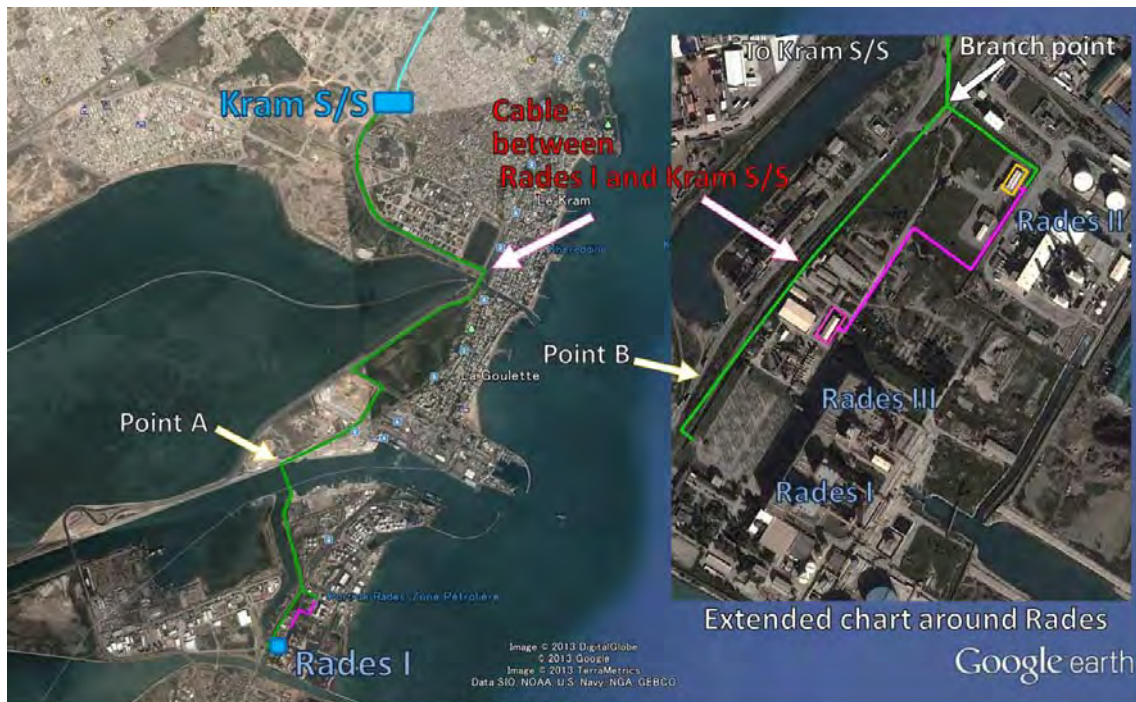 Kram S/S
Cable
between
Rades I and Kram S/S
Le Kram
Khereddine
La Goulette
Point A
Rades I
Image © 2013 DigitalGlobe
© 2013 Google
Image © 2013 TerraMetrics
Data SIO, NOAA, U.S. Navy, NGA, GEBCO
To Kram S/S
Branch point
Rades II
Point B
Rades III
Rades I
Extended chart around Rades
Google earth